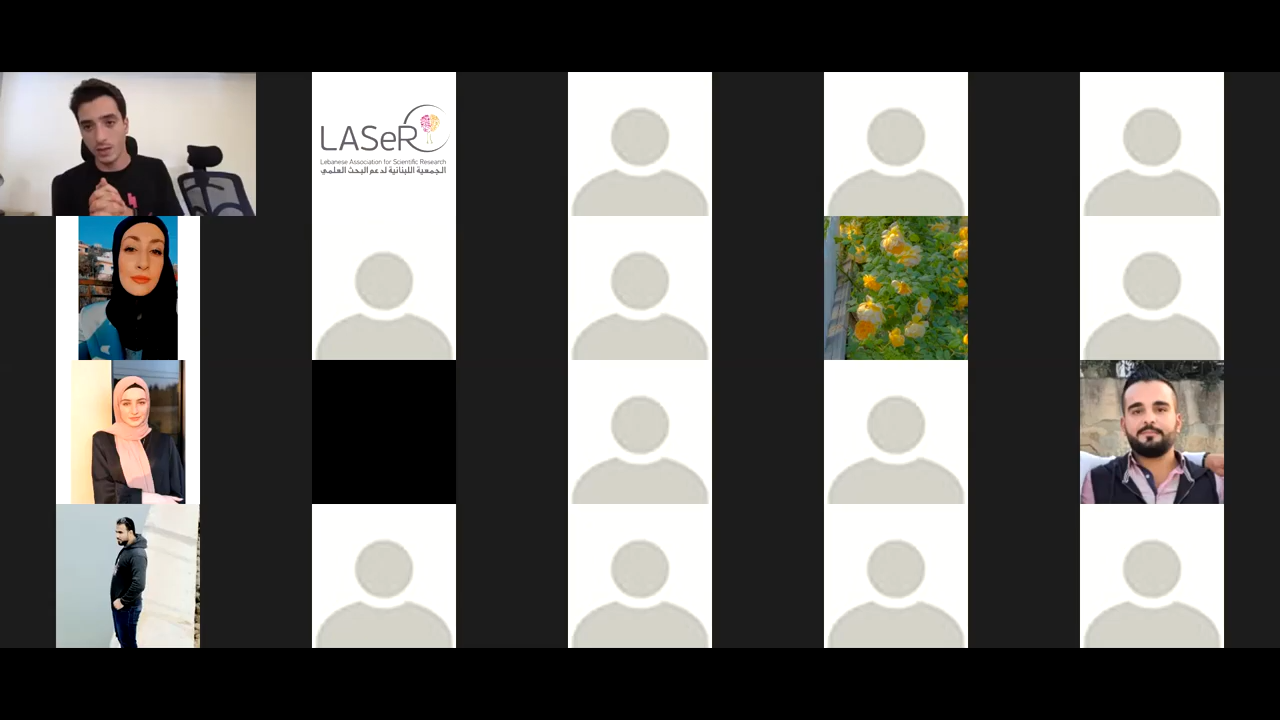 LASeR
Lebanese Association for Scientific Research
الجمعية اللبنانية لدعم البحث العلمي